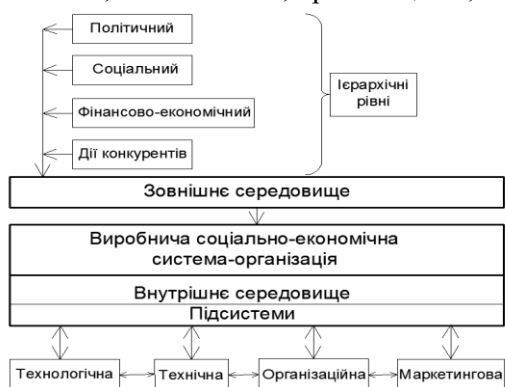 Політичний
Соціальний
Фінансово-економічний
Дії конкурентів
Ієрархічні
рівні
Зовнішнє середовище
Виробнича соціально-економічна
система-організація
Внутрішнє середовище
Підсистеми
Технологічна
Технічна
Організаційна
Маркетингова